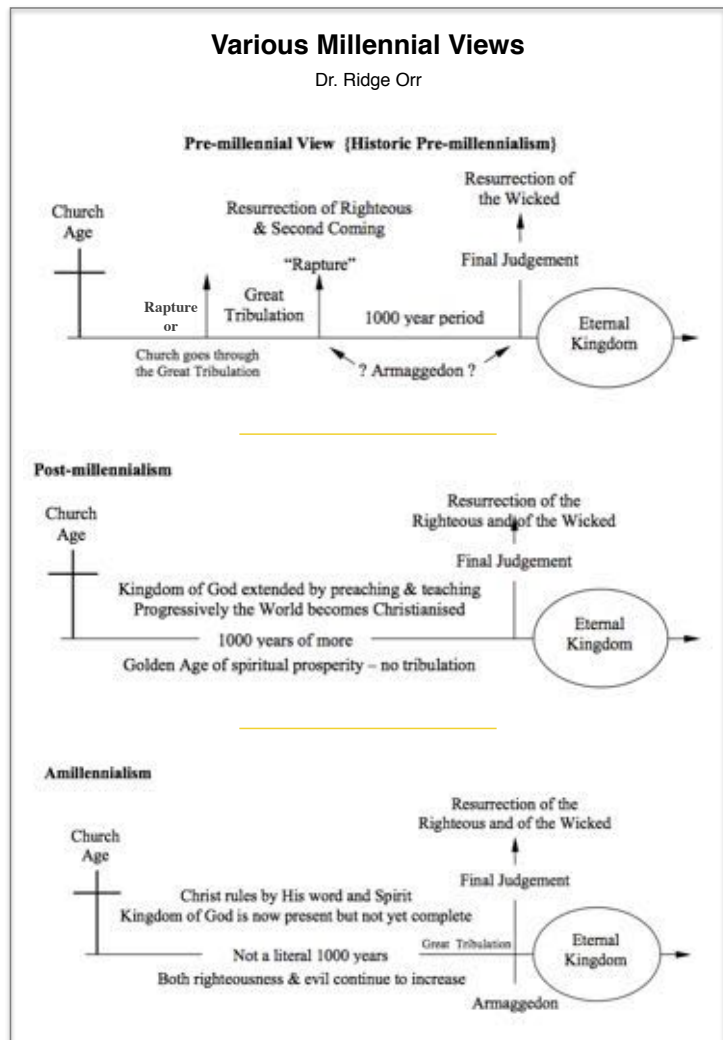 Various Millennial Views
Dr. Ridge Orr
Pre-millennial View {Historic Pre-millennialism}
Church
Age
Resurrection of Righteous
& Second Coming
"Rapture"
Resurrection of
the Wicked
Final Judgement
Rapture
or
Great
Tribulation
1000 year period
Eternal
Kingdom
Church goes through
the Great Tribulation
? Armaggedon ?
Post-millennialism
Church
Age
Resurrection of the
Righteous and of the Wicked
Final Judgement
Kingdom of God extended by preaching & teaching
Progressively the World becomes Christianised
1000 years of more
Golden Age of spiritual prosperity – no tribulation
Eternal
Kingdom
Amillennialism
Church
Age
Resurrection of the
Righteous and of the Wicked
Final Judgement
Christ rules by His word and Spirit
Kingdom of God is now present but not yet complete
Not a literal 1000 years
Great Tribulation
Both righteousness & evil continue to increase
Eternal
Kingdom
Armaggedon